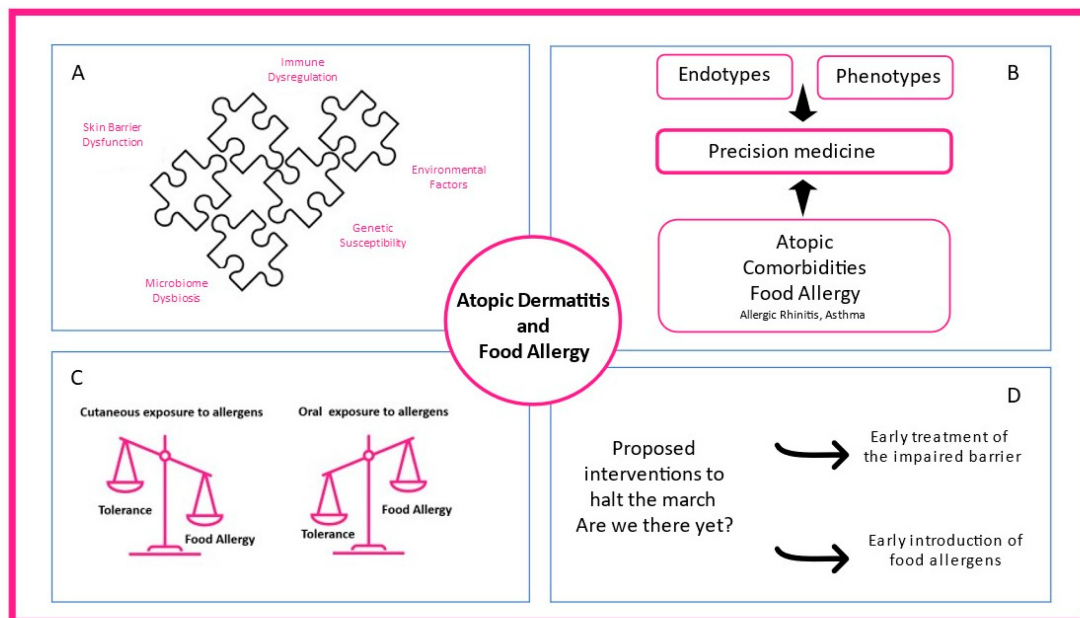 A
Immune
Dysregulation
Skin Barrier
Dysfunction
Environmental
Factors
Genetic
Susceptibility
Microbiome
Dysbiosis
B
Endotypes
Phenotypes
Precision medicine
Atopic
Comorbidities
Food Allergy
Allergic Rhinitis, Asthma
Atopic Dermatitis
and
Food Allergy
C
Cutaneous exposure to allergens
Oral exposure to allergens
Tolerance
Food Allergy
Tolerance
Food Allergy
D
Proposed
interventions to
halt the march
Are we there yet?
Early treatment of
the impaired barrier
Early introduction of
food allergens